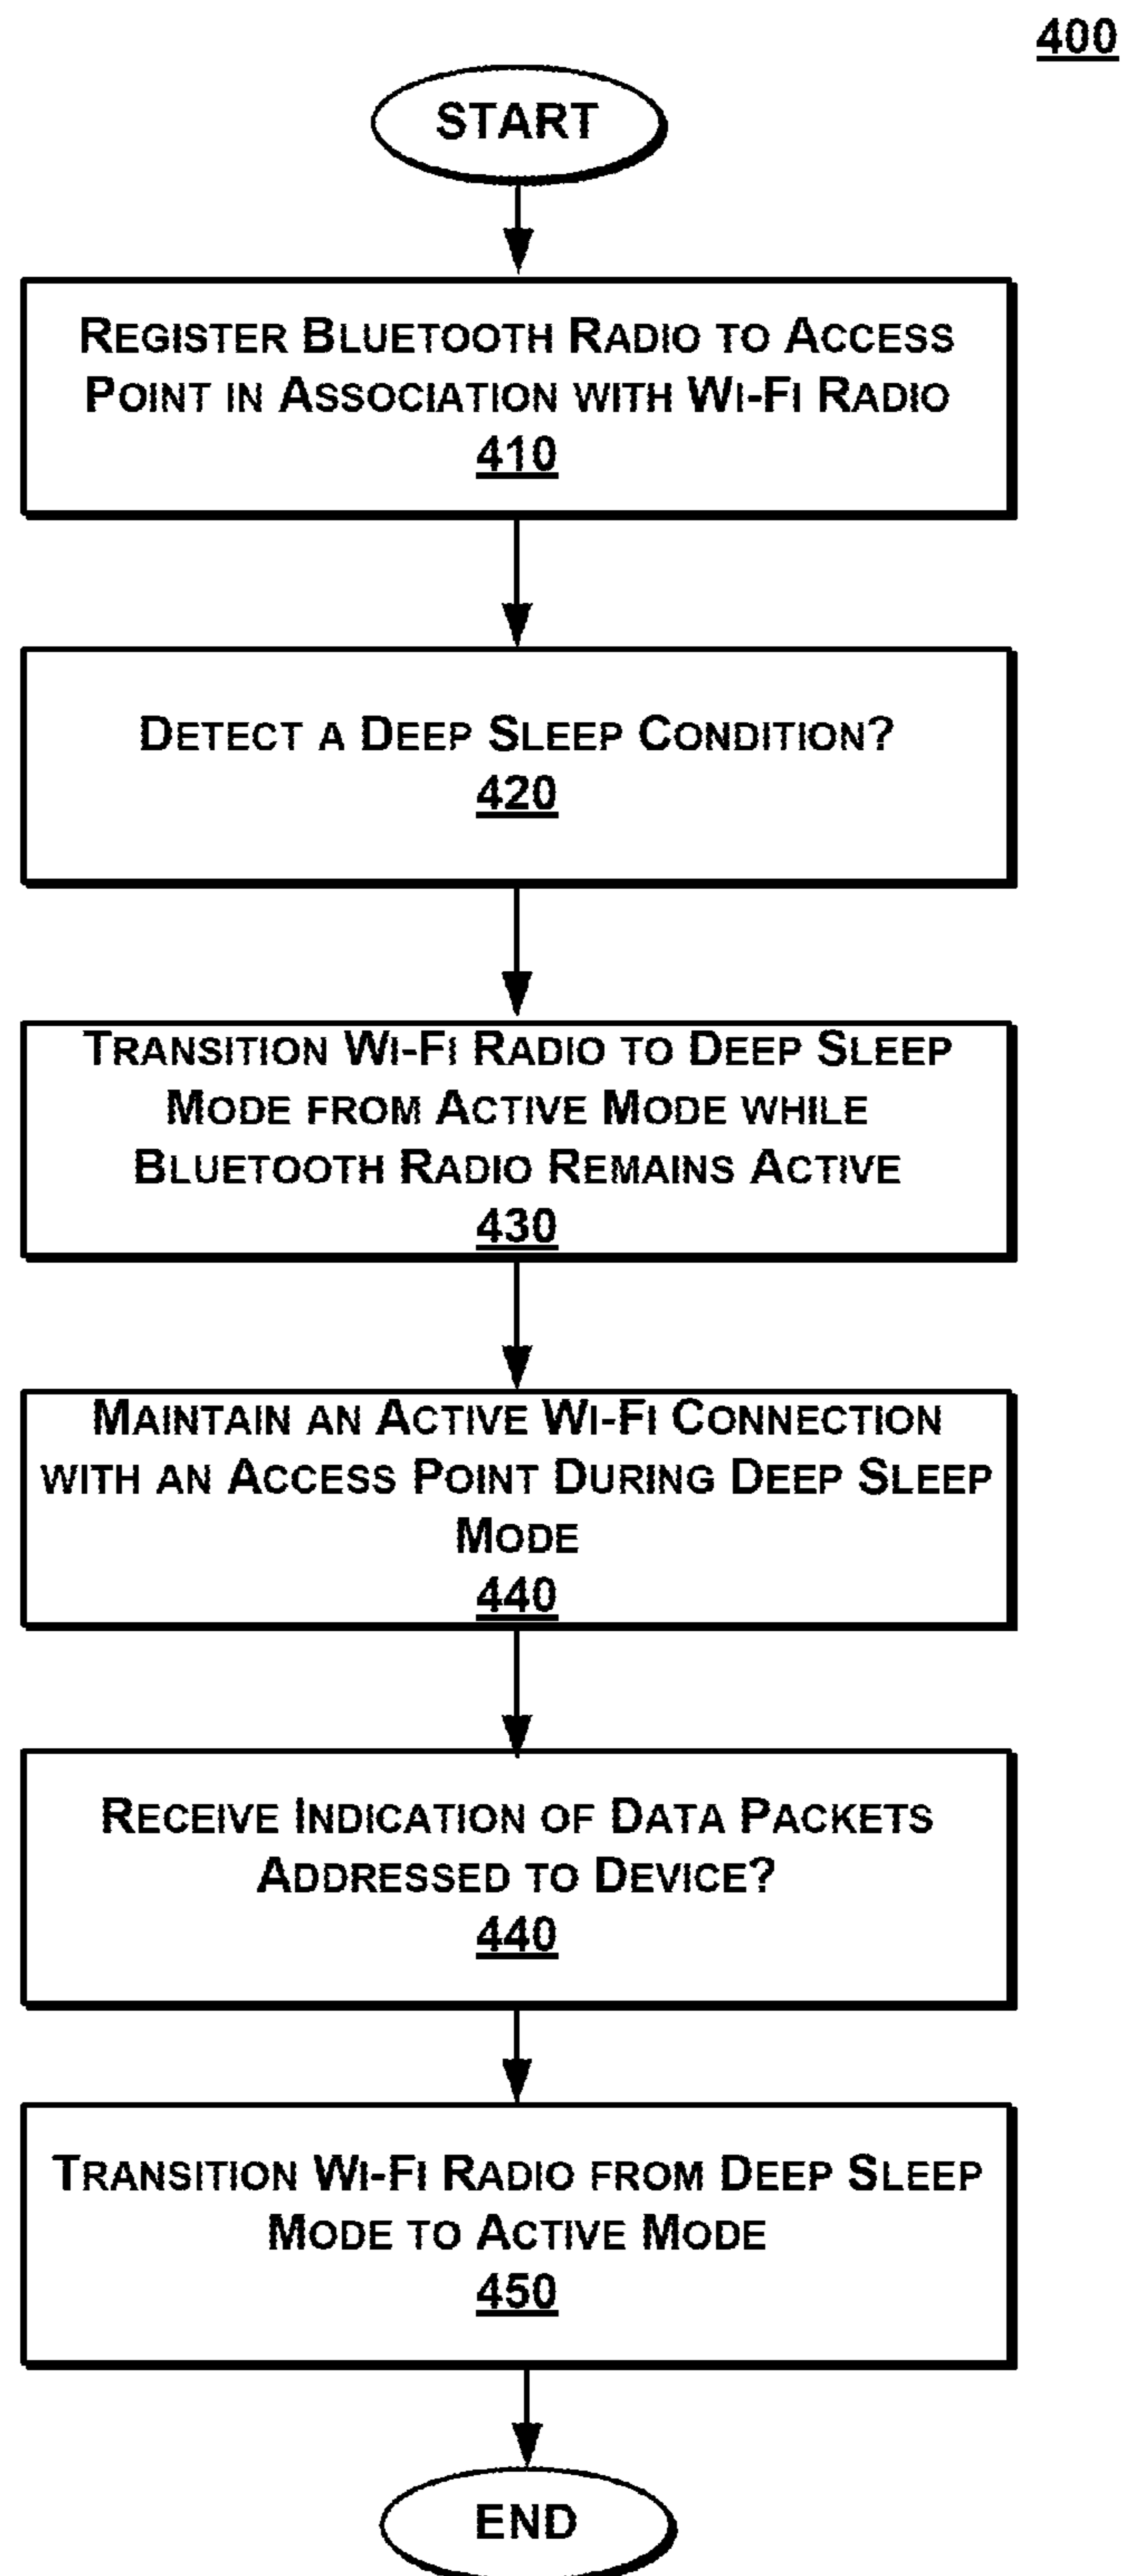 400
START
REGISTER BLUETOOTH RADIO TO ACCESS
POINT IN ASSOCIATION WITH WI-FI RADIO
410
DETECT A DEEP SLEEP CONDITION?
420
TRANSITION WI-FI RADIO TO DEEP SLEEP
MODE FROM ACTIVE MODE WHILE
BLUETOOTH RADIO REMAINS ACTIVE
430
MAINTAIN AN ACTIVE WI-FI CONNECTION
WITH AN ACCESS POINT DURING DEEP SLEEP
MODE
440
RECEIVE INDICATION OF DATA PACKETS
ADDRESSED TO DEVICE?
440
TRANSITION WI-FI RADIO FROM DEEP SLEEP
MODE TO ACTIVE MODE
450
END